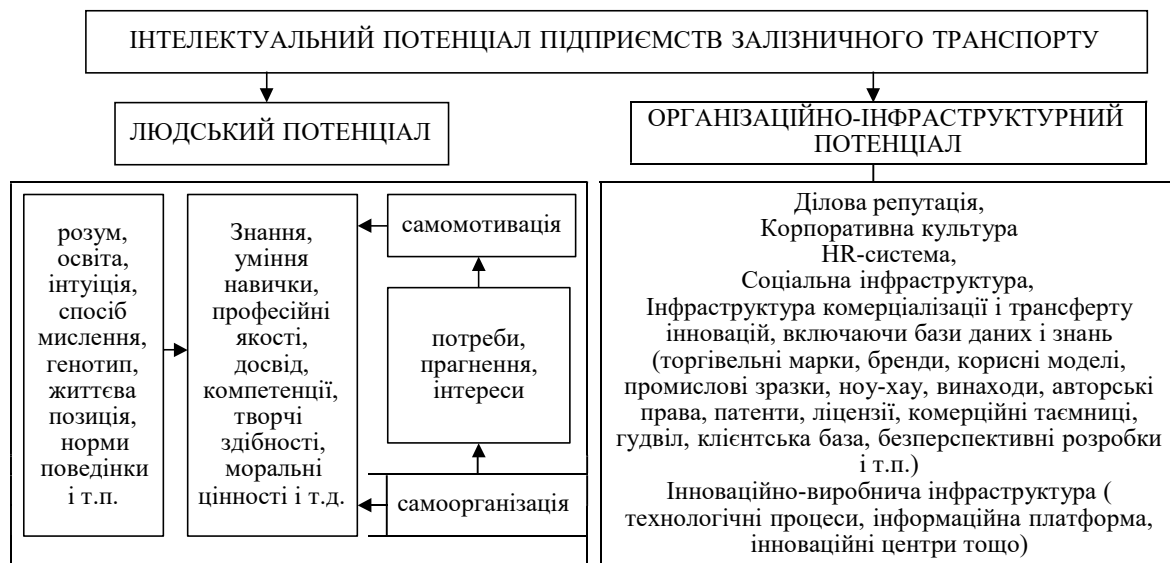 ІНТЕЛЕКТУАЛЬНИЙ ПОТЕНЦІАЛ ПІДПРИЄМСТВ ЗАЛІЗНИЧНОГО ТРАНСПОРТУ
ЛЮДСЬКИЙ ПОТЕНЦІАЛ
ОРГАНІЗАЦІЙНО-ІНФРАСТРУКТУРНИЙ
ПОТЕНЦІАЛ
розум,
освіта,
інтуіція,
спосіб
мислення,
генотип,
життєва
позиція,
норми
поведінки
і т.п.
Знання,
уміння
навички,
професійні
якості,
досвід,
компетенції,
творчі
здібності,
моральні
цінності і т.д.
самомотивація
потреби,
прагнення,
інтереси
самоорганізація
Ділова репутація,
Корпоративна культура
HR-система,
Соціальна інфраструктура,
Інфраструктура комерціалізації і трансферту
інновацій, включаючи бази даних і знань
(торгівельні марки, бренди, корисні моделі,
промислові зразки, ноу-хау, винаходи, авторські
права, патенти, ліцензії, комерційні таємниці,
гудвіл, клієнтська база, безперспективні розробки
і т.п.)
Інноваційно-виробнича інфраструктура (
технологічні процеси, інформаційна платформа,
інноваційні центри тощо)